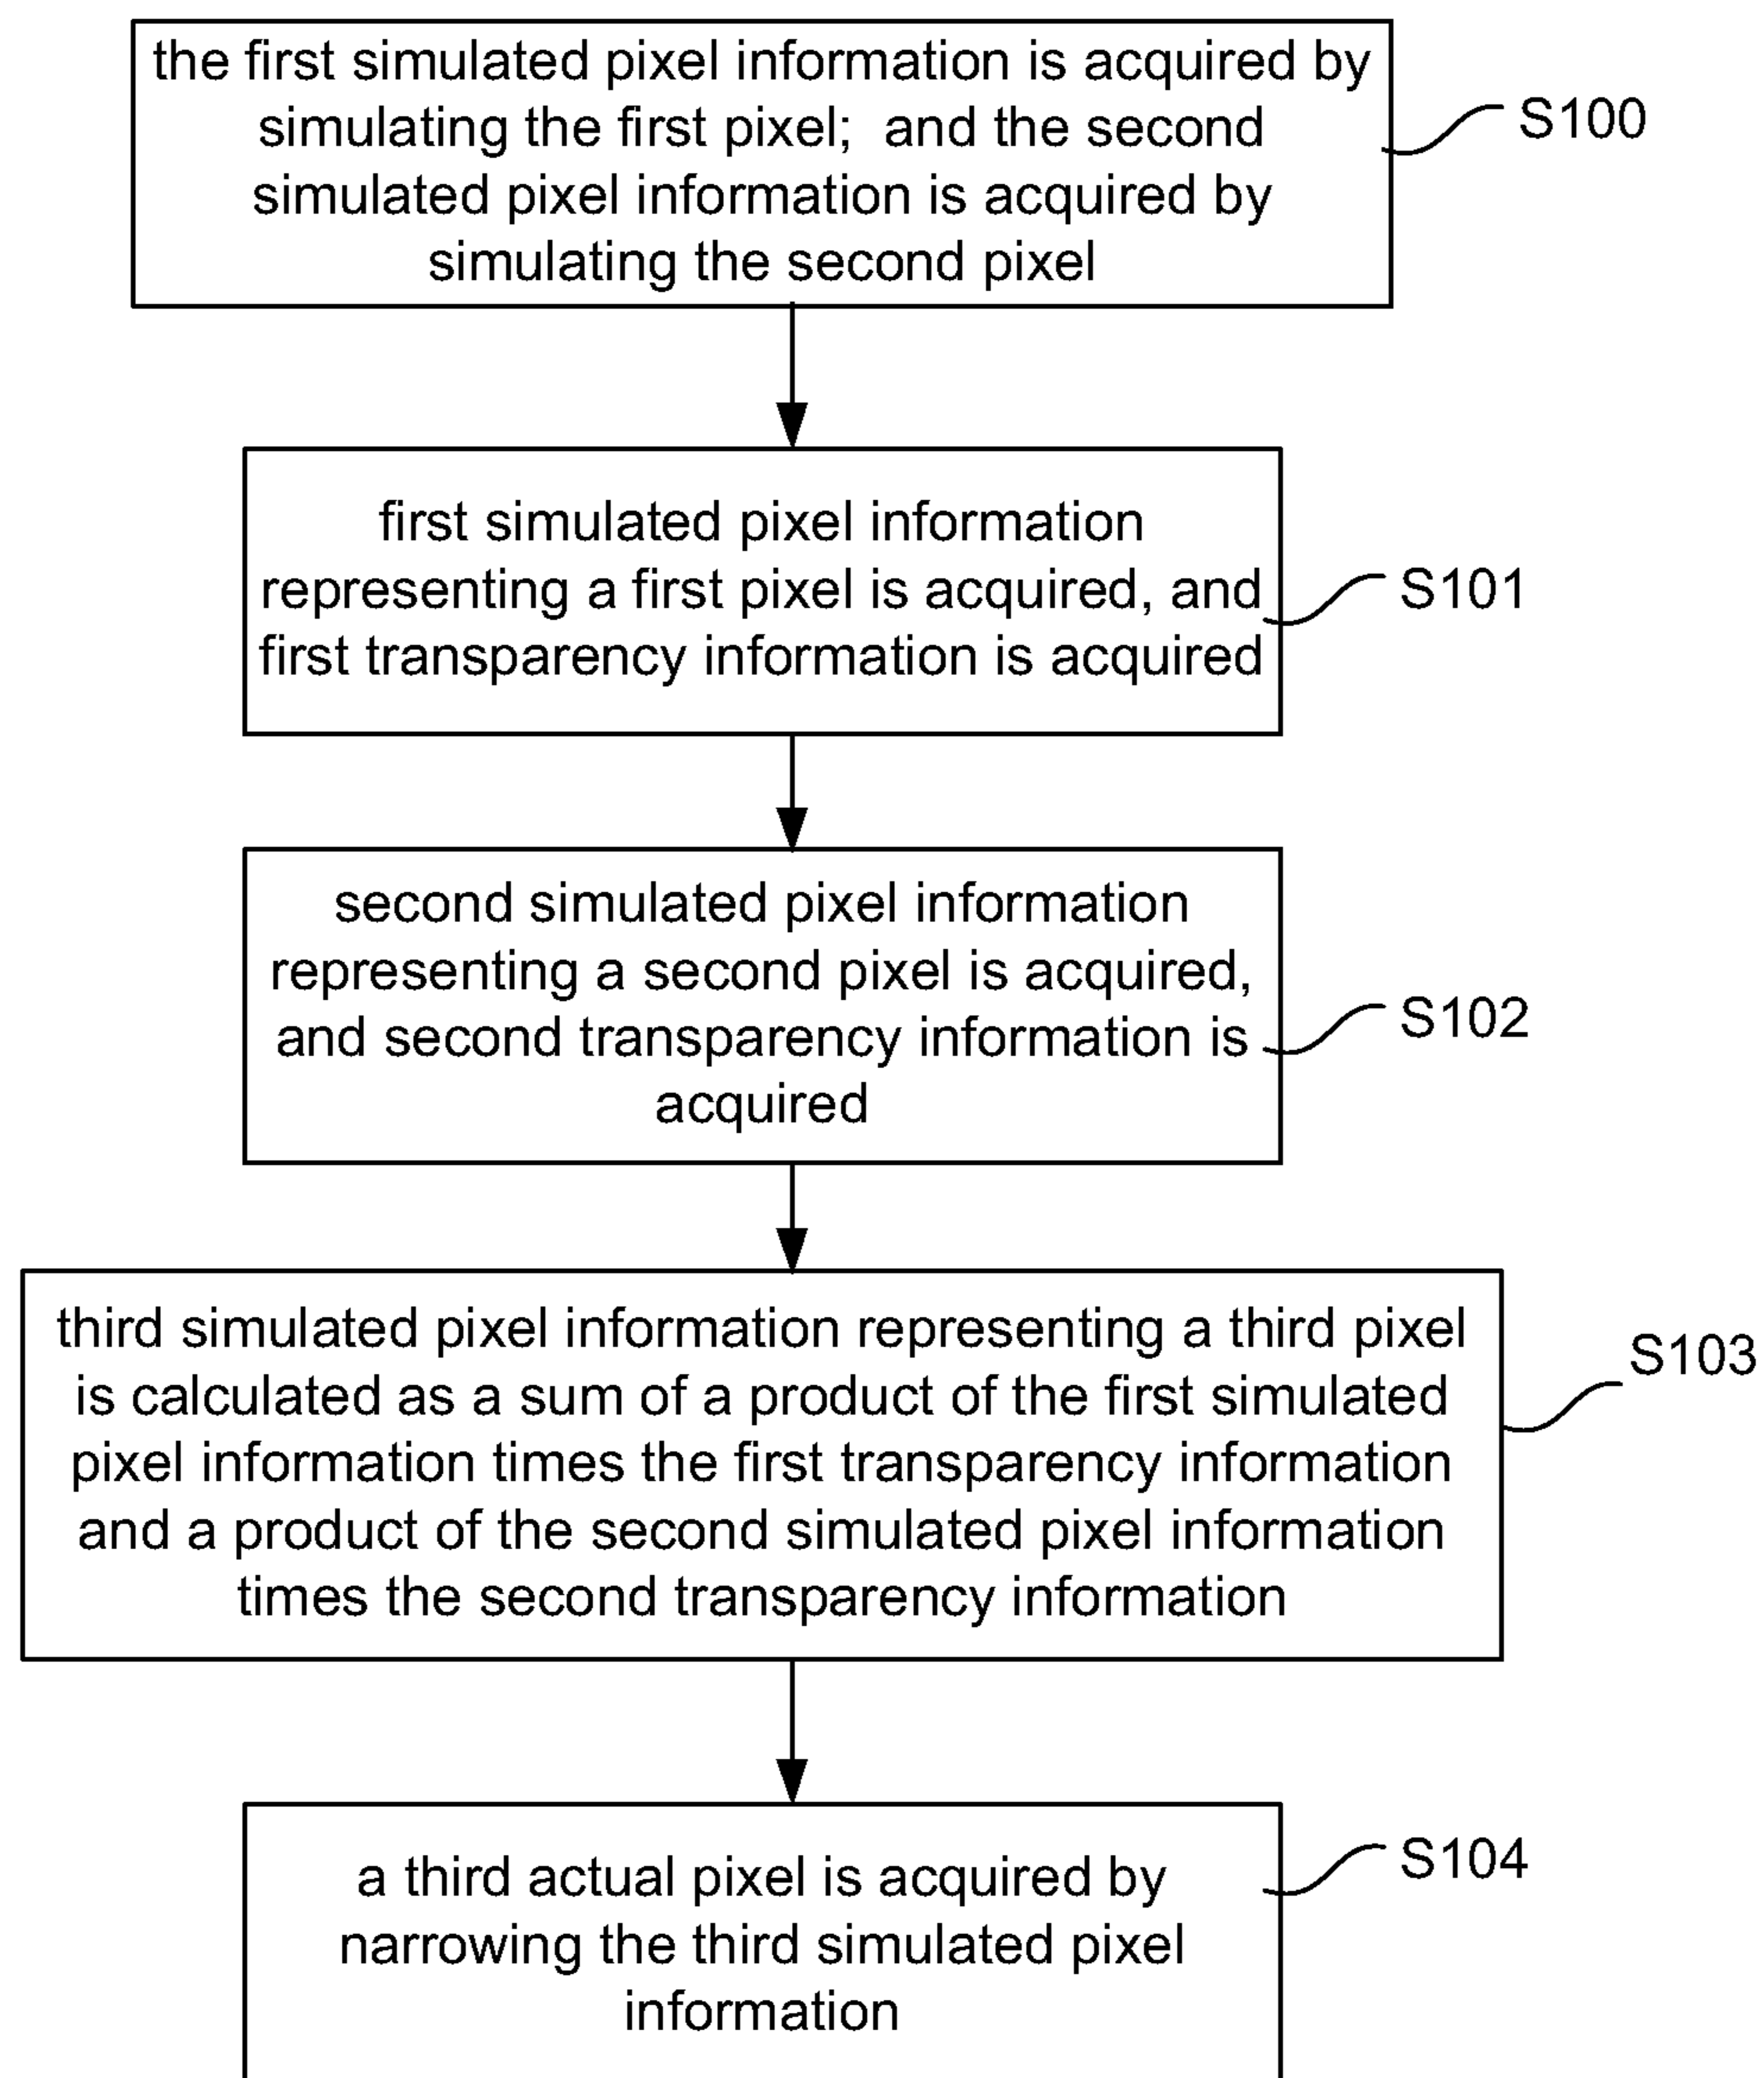 the first simulated pixel information is acquired by
simulating the first pixel;  and the second
simulated pixel information is acquired by
simulating the second pixel
S100
first simulated pixel information
representing a first pixel is acquired, and
first transparency information is acquired
S101
second simulated pixel information
representing a second pixel is acquired,
and second transparency information is
acquired
S102
third simulated pixel information representing a third pixel
is calculated as a sum of a product of the first simulated
pixel information times the first transparency information
and a product of the second simulated pixel information
times the second transparency information
S103
a third actual pixel is acquired by
narrowing the third simulated pixel
information
S104